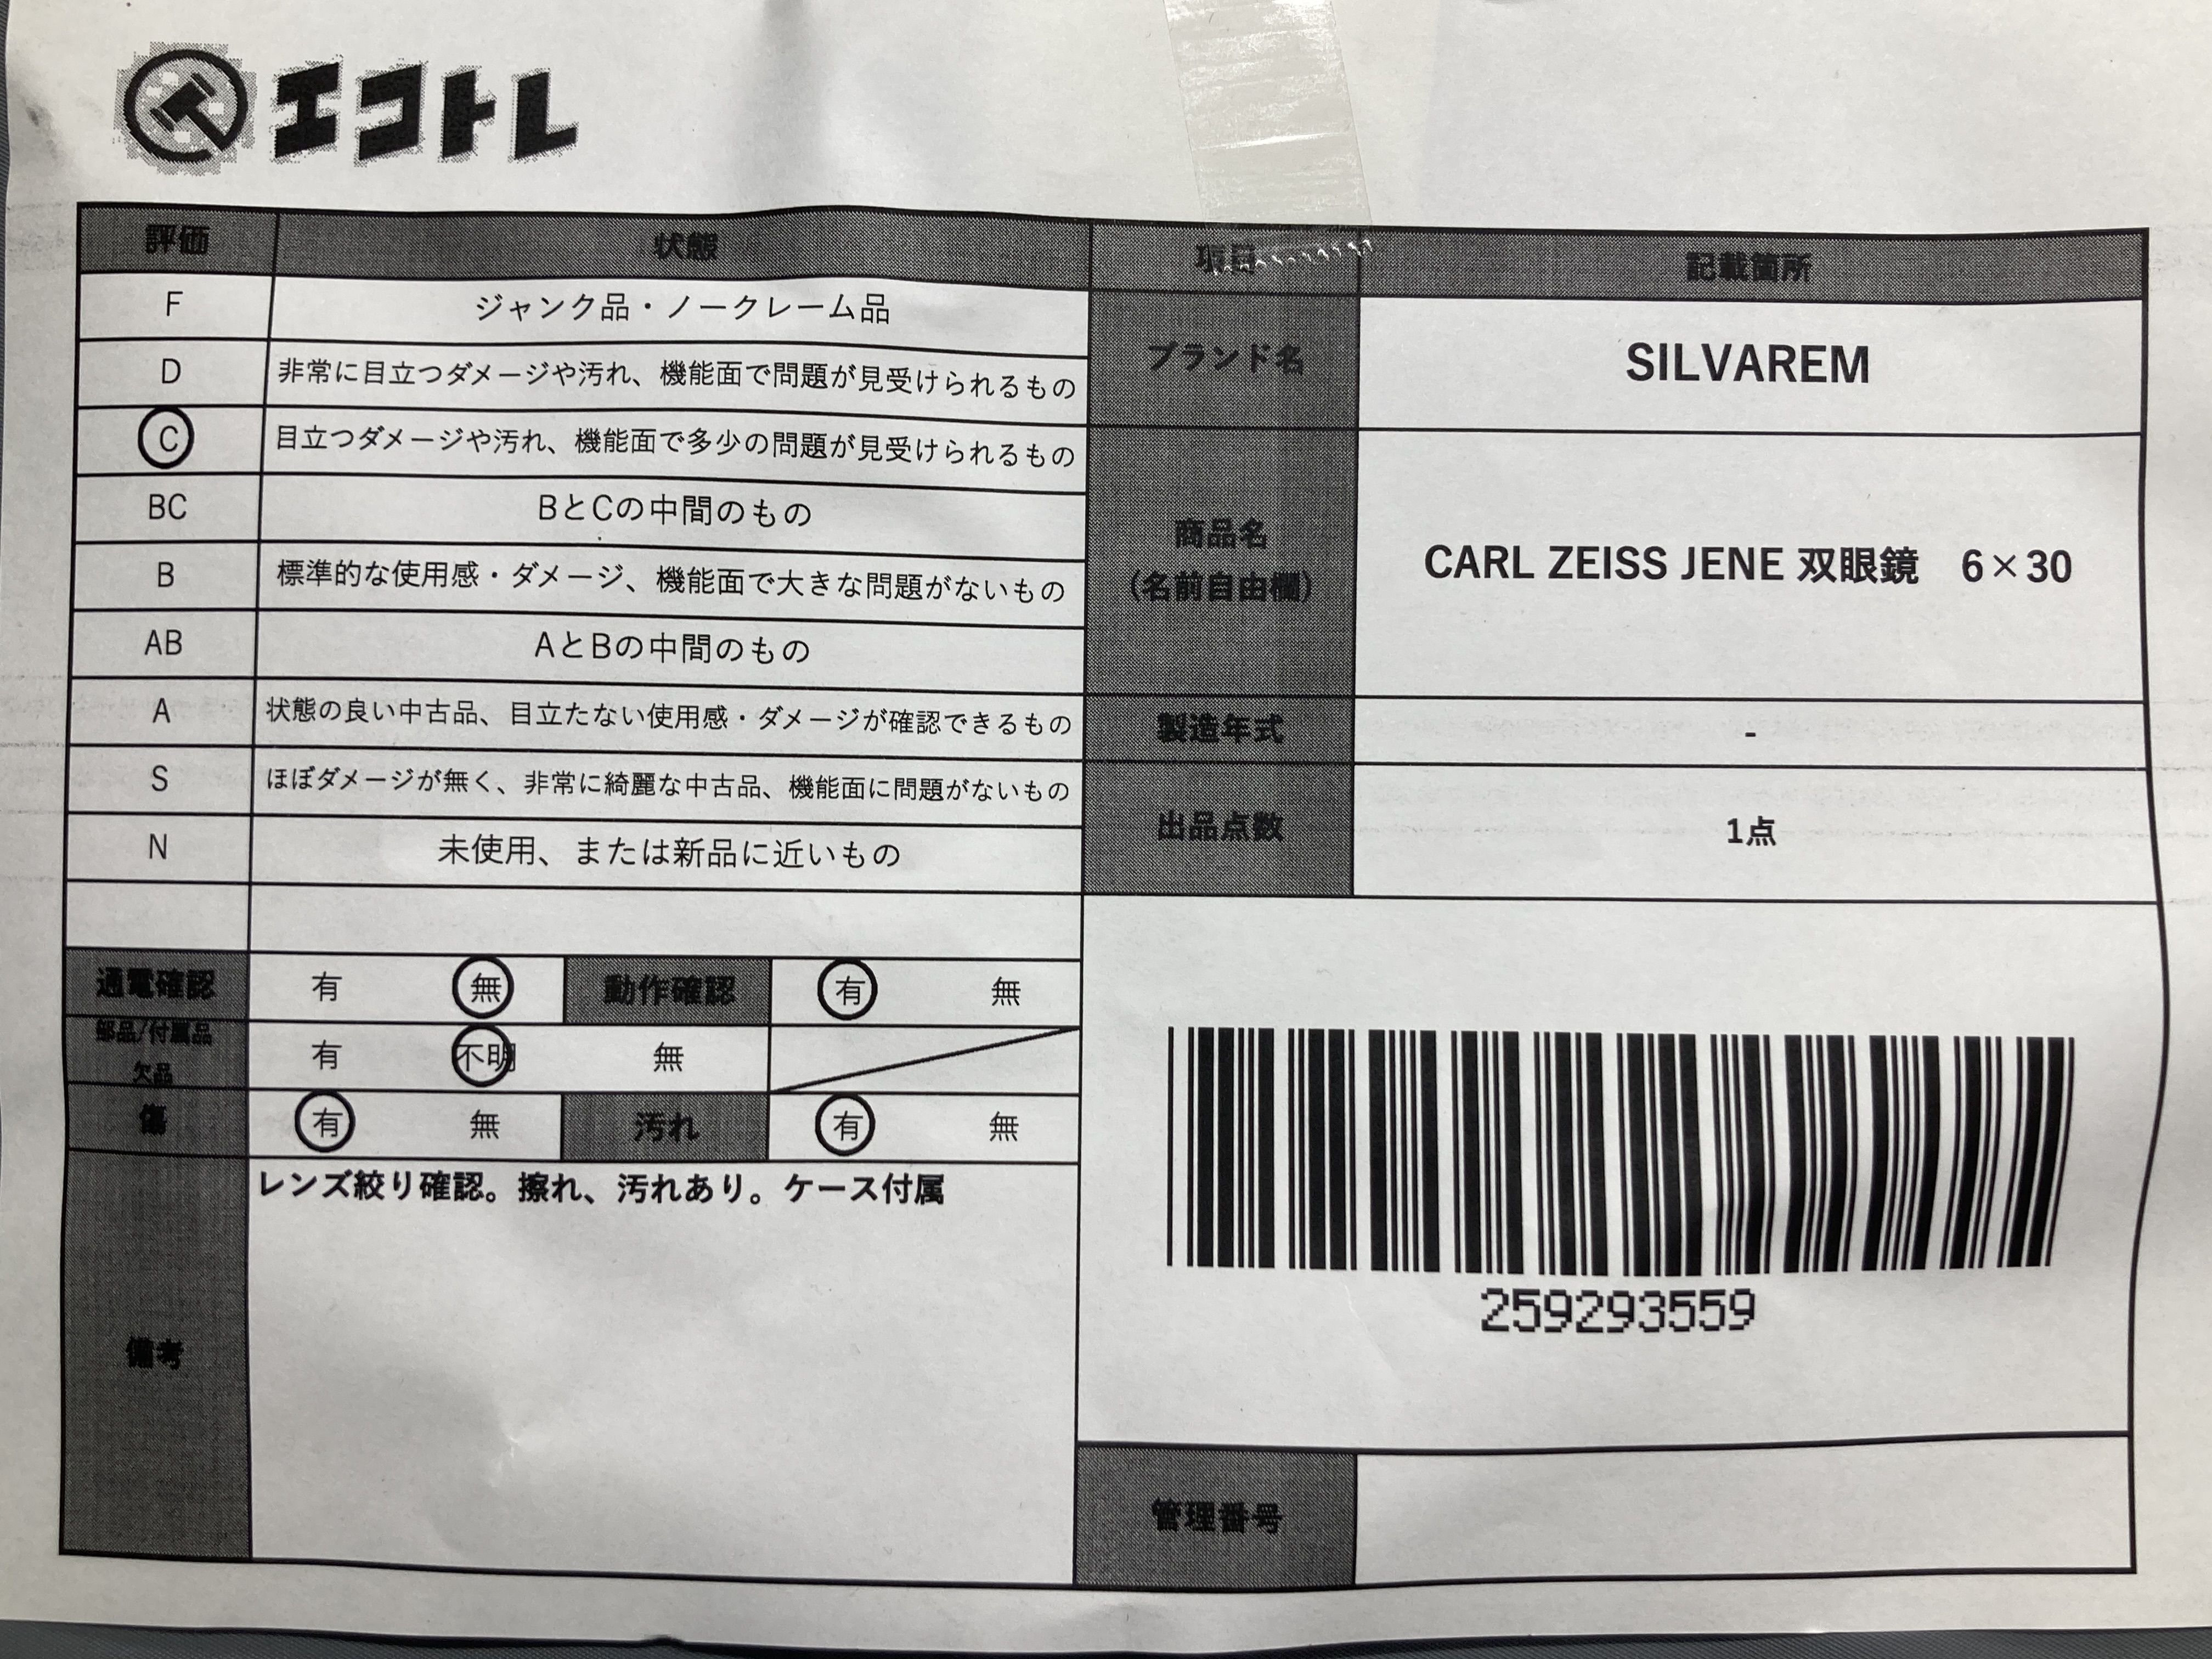 エコトレ
評価 状態
F ジャンク品・ノークレーム品
D 非常に目立つダメージや汚れ、機能面で問題が見受けられるもの
C 目立つダメージや汚れ、機能面で多少の問題が見受けられるもの
BC BとCの中間のもの
B 標準的な使用感・ダメージ、機能面で大きな問題がないもの
AB AとBの中間のもの
A 状態の良い中古品、目立たない使用感・ダメージが確認できるもの
S ほぼダメージが無く、非常に綺麗な中古品、機能面に問題がないもの
N 未使用、または新品に近いもの
通電確認 有 無 動作確認 有 無
部品/付属品
欠品
有 不明 無
傷 有 無 汚れ 有 無
備考
レンズ絞り確認。擦れ、汚れあり。ケース付属
項目 記載箇所
ブランド名 SILVAREM
商品名
(名前自由欄)
CARL ZEISS JENE 双眼鏡 6×30
製造年式 -
出品点数 1点
259293559
管理番号